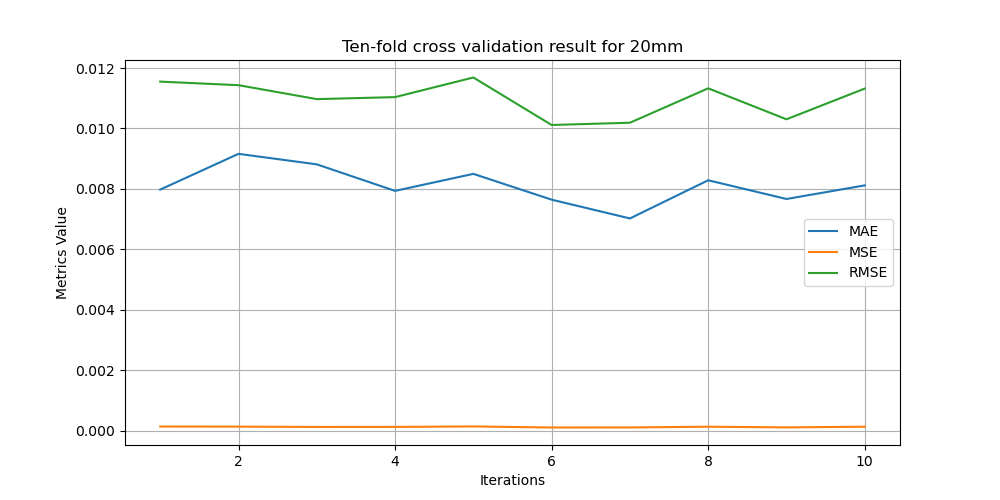 Ten-fold cross validation result for 20mm
0.012
0.010
0.008
0.006
0.004
0.002
0.000
Metrics Value
MAE
MSE
RMSE
2 4 6 8 10
Iterations